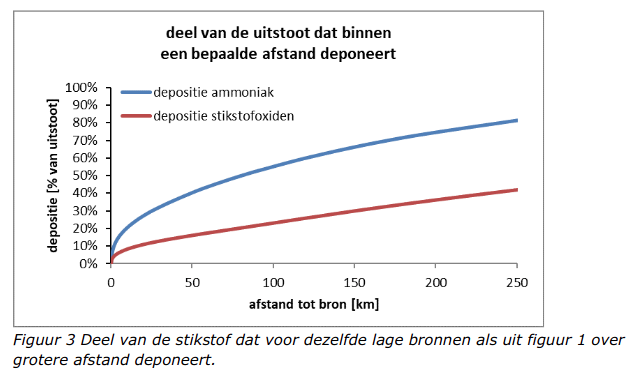 deel van de uitstoot dat binnen
een bepaalde afstand deponeert
depositie [% van uitstoot]
100%
90%
80%
70%
60%
50%
40%
30%
20%
10%
0%
depositie ammoniak
depositie stikstofoxiden
0 50 100 150 200 250
afstand tot bron [km]
Figuur 3 Deel van de stikstof dat voor dezelfde lage bronnen als uit figuur 1 over
grotere afstand deponeert.